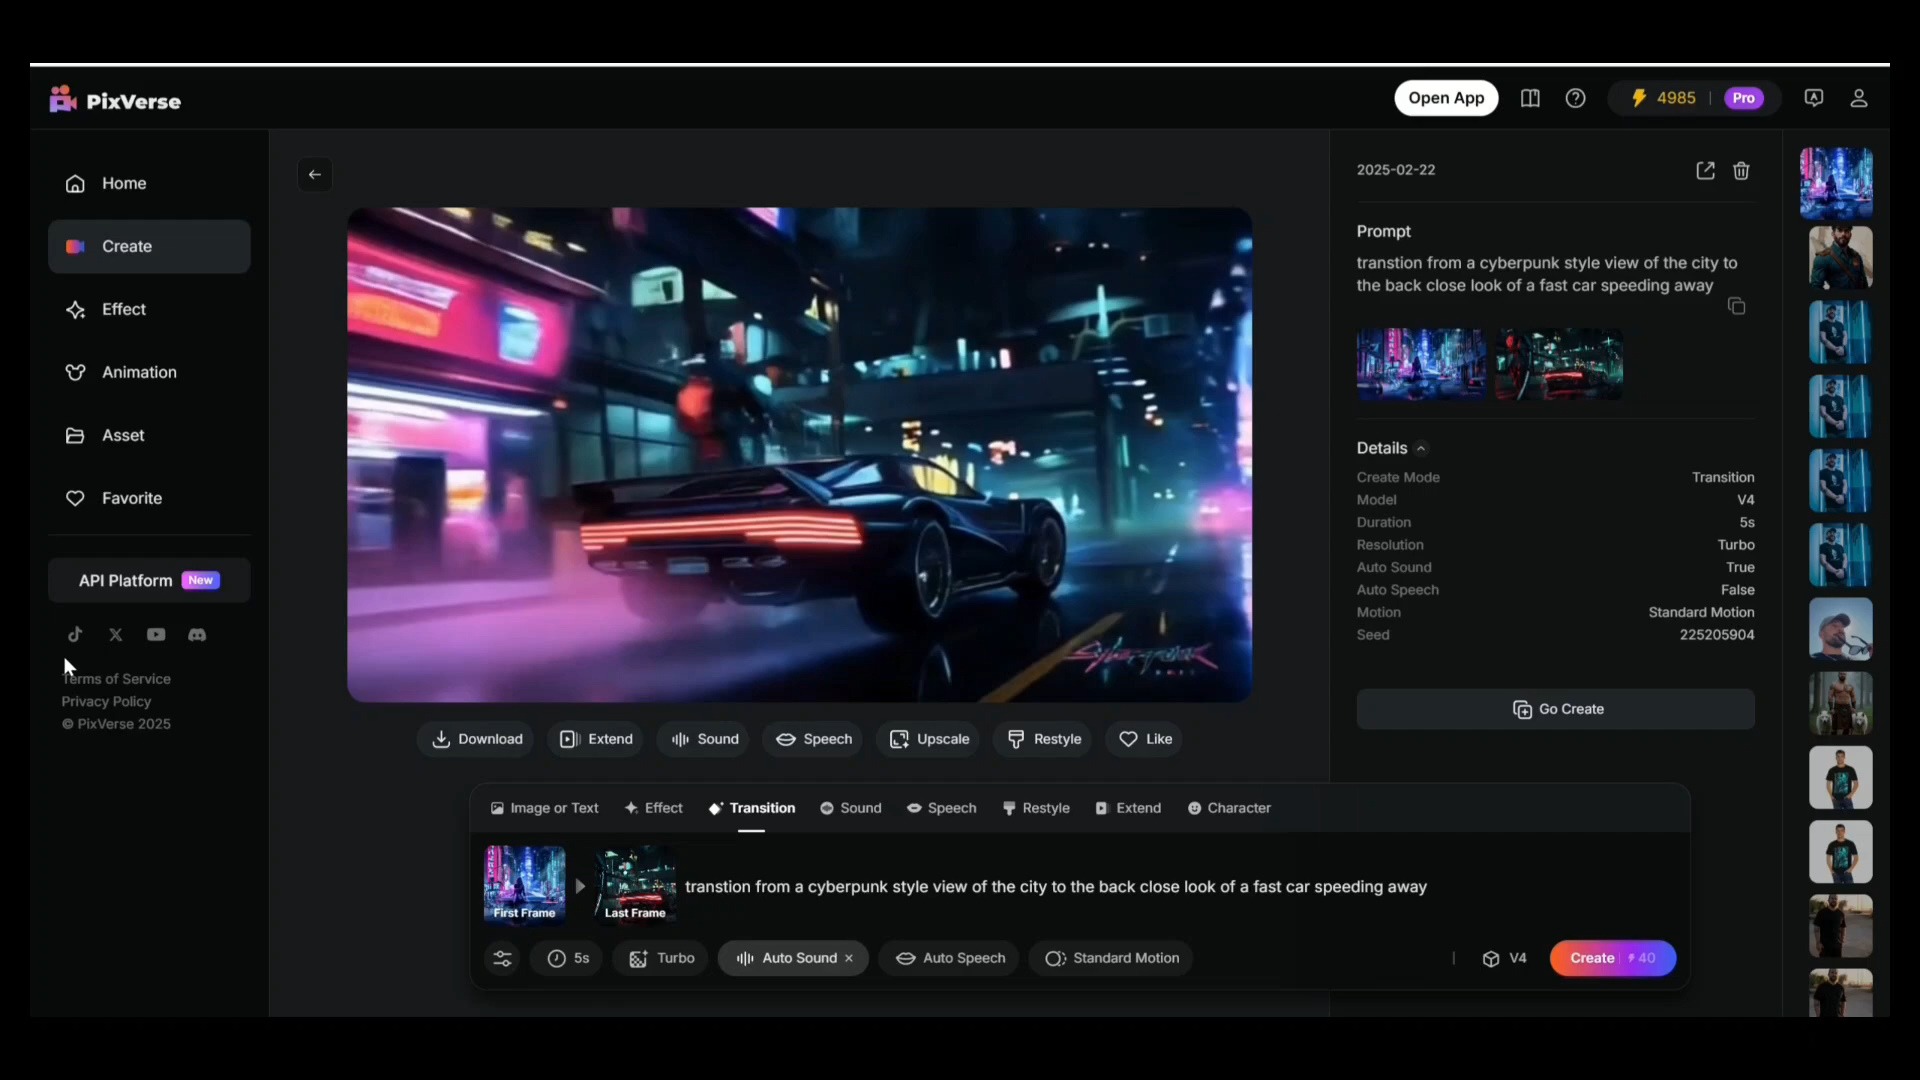 PixVerse
Open App
4985
Pro
Home
Create
Effect
Animation
Asset
Favorite
API Platform New
Terms of Service
Privacy Policy
© PixVerse 2025
Cyberpunk
Download
Extend
Sound
Speech
Upscale
Restyle
Like
2025-02-22
Prompt
transtion from a cyberpunk style view of the city to
the back close look of a fast car speeding away
Details
Create Mode Transition
Model V4
Duration 5s
Resolution Turbo
Auto Sound True
Auto Speech False
Motion Standard Motion
Seed 225205904
Go Create
Image or Text
Effect
Transition
Sound
Speech
Restyle
Extend
Character
First Frame
Last Frame
transtion from a cyberpunk style view of the city to the back close look of a fast car speeding away
5s
Turbo
Auto Sound ×
Auto Speech
Standard Motion
V4
Create 40